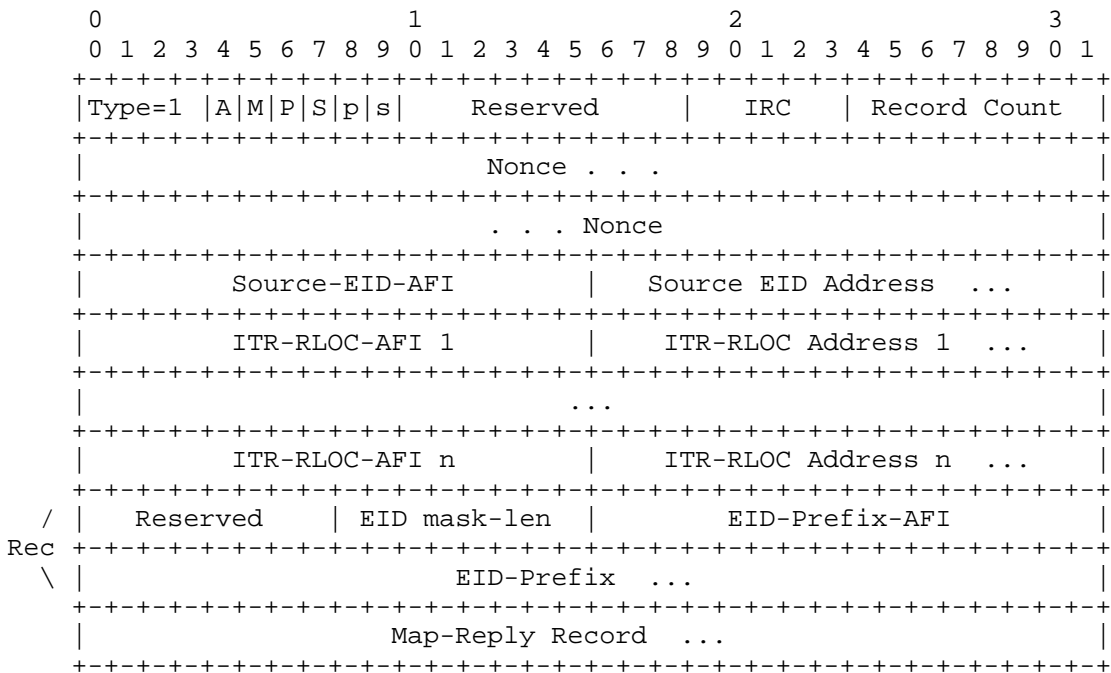 0                   1                   2                   3
        0 1 2 3 4 5 6 7 8 9 0 1 2 3 4 5 6 7 8 9 0 1 2 3 4 5 6 7 8 9 0 1
       +-+-+-+-+-+-+-+-+-+-+-+-+-+-+-+-+-+-+-+-+-+-+-+-+-+-+-+-+-+-+-+-+
       |Type=1 |A|M|P|S|p|s|    Reserved     |   IRC   | Record Count  |
       +-+-+-+-+-+-+-+-+-+-+-+-+-+-+-+-+-+-+-+-+-+-+-+-+-+-+-+-+-+-+-+-+
       |                         Nonce . . .                           |
       +-+-+-+-+-+-+-+-+-+-+-+-+-+-+-+-+-+-+-+-+-+-+-+-+-+-+-+-+-+-+-+-+
       |                         . . . Nonce                           |
       +-+-+-+-+-+-+-+-+-+-+-+-+-+-+-+-+-+-+-+-+-+-+-+-+-+-+-+-+-+-+-+-+
       |         Source-EID-AFI        |   Source EID Address  ...     |
       +-+-+-+-+-+-+-+-+-+-+-+-+-+-+-+-+-+-+-+-+-+-+-+-+-+-+-+-+-+-+-+-+
       |         ITR-RLOC-AFI 1        |    ITR-RLOC Address 1  ...    |
       +-+-+-+-+-+-+-+-+-+-+-+-+-+-+-+-+-+-+-+-+-+-+-+-+-+-+-+-+-+-+-+-+
       |                              ...                              |
       +-+-+-+-+-+-+-+-+-+-+-+-+-+-+-+-+-+-+-+-+-+-+-+-+-+-+-+-+-+-+-+-+
       |         ITR-RLOC-AFI n        |    ITR-RLOC Address n  ...    |
       +-+-+-+-+-+-+-+-+-+-+-+-+-+-+-+-+-+-+-+-+-+-+-+-+-+-+-+-+-+-+-+-+
     / |   Reserved    | EID mask-len  |        EID-Prefix-AFI         |
   Rec +-+-+-+-+-+-+-+-+-+-+-+-+-+-+-+-+-+-+-+-+-+-+-+-+-+-+-+-+-+-+-+-+
     \ |                       EID-Prefix  ...                         |
       +-+-+-+-+-+-+-+-+-+-+-+-+-+-+-+-+-+-+-+-+-+-+-+-+-+-+-+-+-+-+-+-+
       |                   Map-Reply Record  ...                       |
       +-+-+-+-+-+-+-+-+-+-+-+-+-+-+-+-+-+-+-+-+-+-+-+-+-+-+-+-+-+-+-+-+